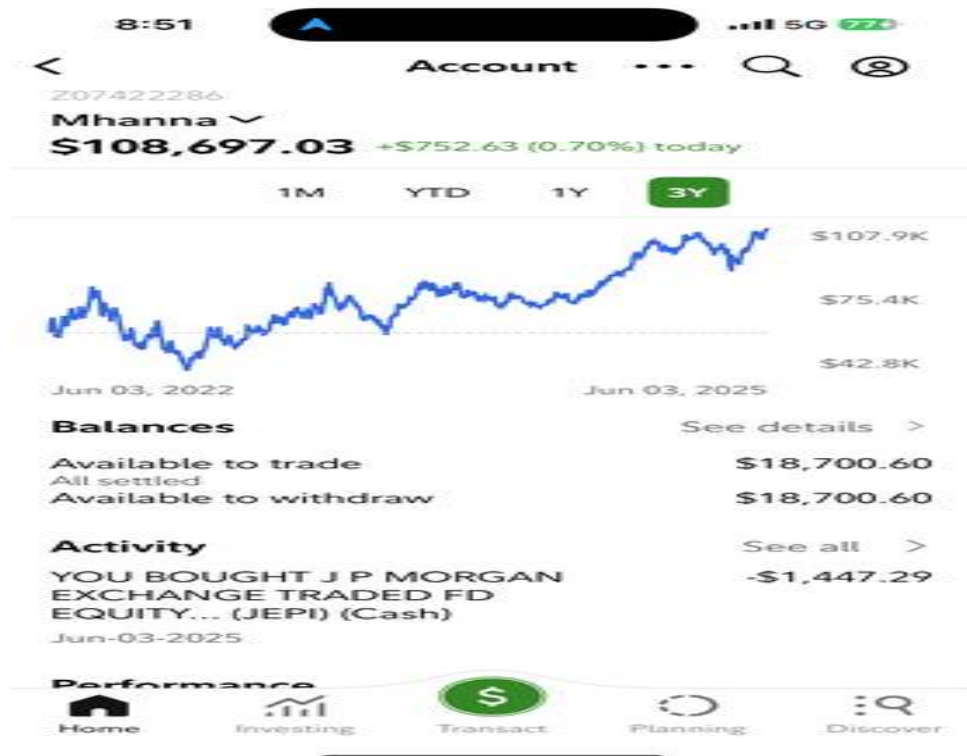 8:51
5G 77
Account
Z07422286
Mhanna
$108,697.03 +$752.63 (0.70%) today
1M YTD 1Y 3Y
$107.9K
$75.4K
$42.8K
Jun 03, 2022 Jun 03, 2025
Balances See details >
Available to trade $18,700.60
All settled
Available to withdraw $18,700.60
Activity See all >
YOU BOUGHT J P MORGAN -$1,447.29
EXCHANGE TRADED FD
EQUITY... (JEPI) (Cash)
Jun-03-2025
Performance
$
Home Investing Transact Planning Discover